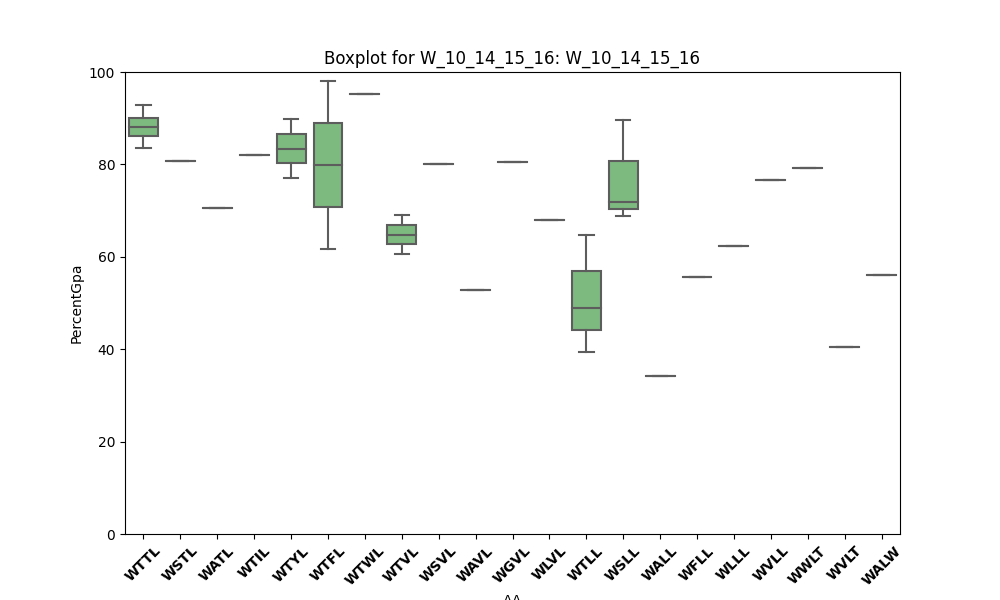 Boxplot for W_10_14_15_16: W_10_14_15_16
PercentGpa
100
80
60
40
20
0
WTTL
WSTL
WATL
WTIL
WTYL
WTFL
WTWL
WTVL
WSVL
WAVL
WGVL
WLVL
WTLL
WSLL
WALL
WFLL
WLLL
WVLL
WWLT
WVLT
WALW
AA